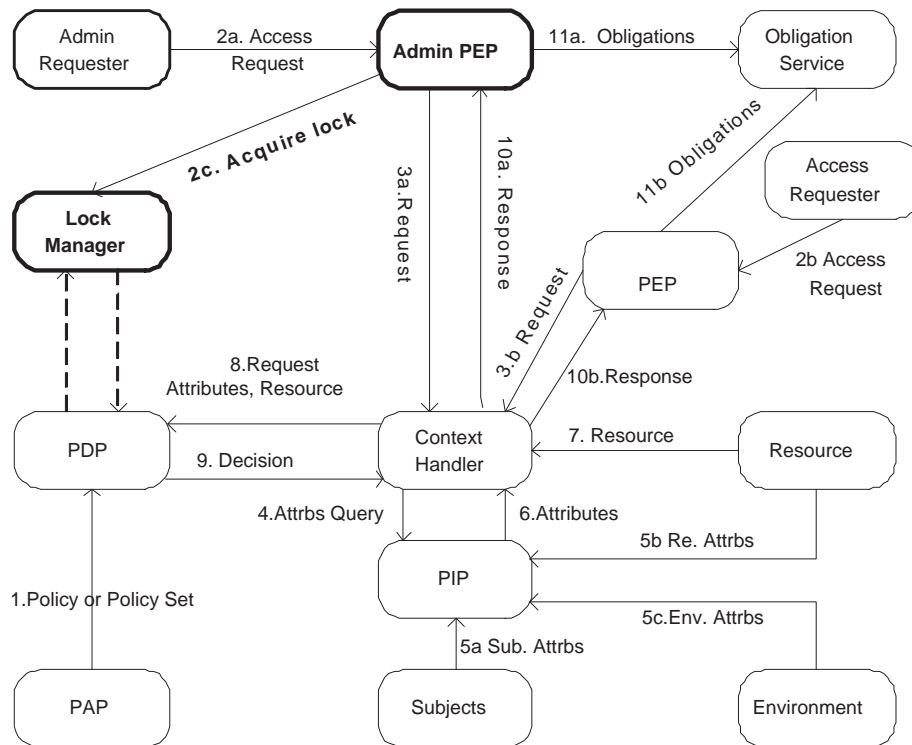 Admin
Requester
2a. Access
Request
Admin PEP
11a. Obligations
Obligation
Service
2c. Acquire lock
3a.Request
10a. Response
11b Obligations
Access
Requester
Lock
Manager
PEP
2b Access
Request
3.b Request
10b.Response
8.Request
Attributes, Resource
PDP
9. Decision
Context
Handler
7. Resource
Resource
4.Attrbs Query
6.Attributes
5b Re. Attrbs
PIP
1.Policy or Policy Set
5c.Env. Attrbs
5a Sub. Attrbs
PAP
Subjects
Environment